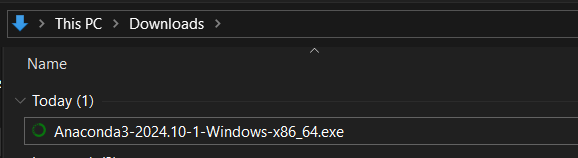 This PC > Downloads >
Name
Today (1)
Anaconda3-2024.10-1-Windows-x86_64.exe